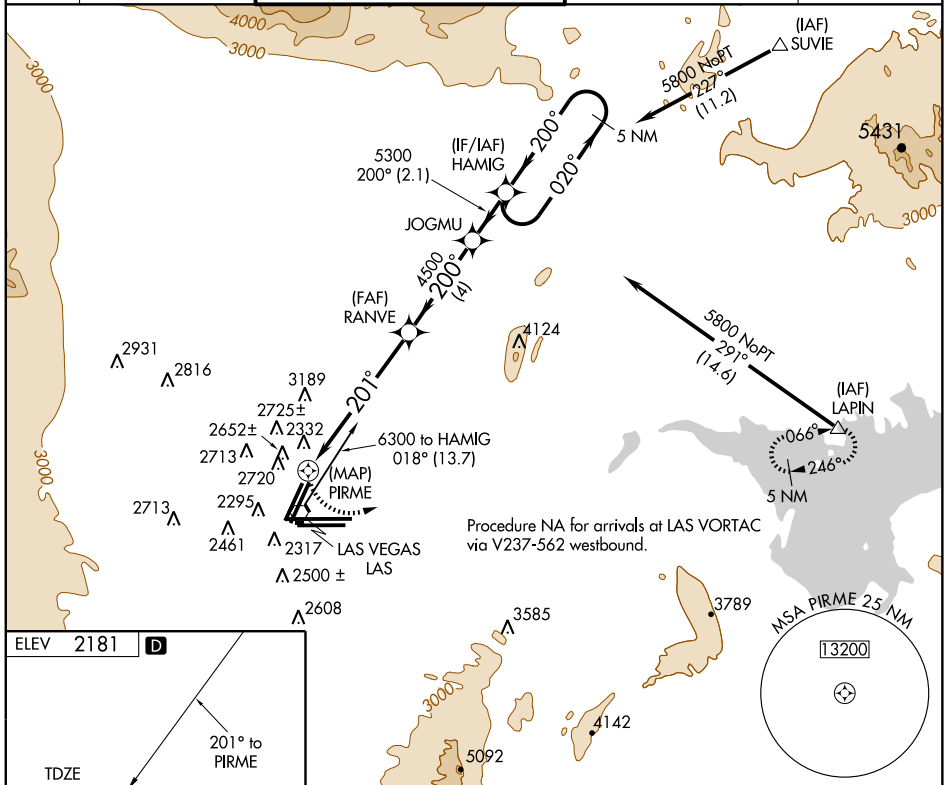 4000
3000
3000
(IAF)
SUVIE
5800 NoPT
227°
(11.2)
5 NM
5431
3000
200°
020°
(IF/IAF)
HAMIG
5300
200° (2.1)
JOGMU
4500
200°
(4)
(FAF)
RANVE
4124
5800 NoPT
291°
(14.6)
(IAF)
LAPIN
066°
246°
5 NM
2931
2816
3189
201°
2725±
2652±
2332
2713
2720
6300 to HAMIG
018° (13.7)
(MAP)
PIRME
3000
2295
2713
2461
2317
LAS VEGAS
LAS
Procedure NA for arrivals at LAS VORTAC
via V237-562 westbound.
2500 ±
2608
3585
3789
MSA PIRME 25 NM
13200
ELEV 2181 D
3000
4142
5092
201° to
PIRME
TDZE